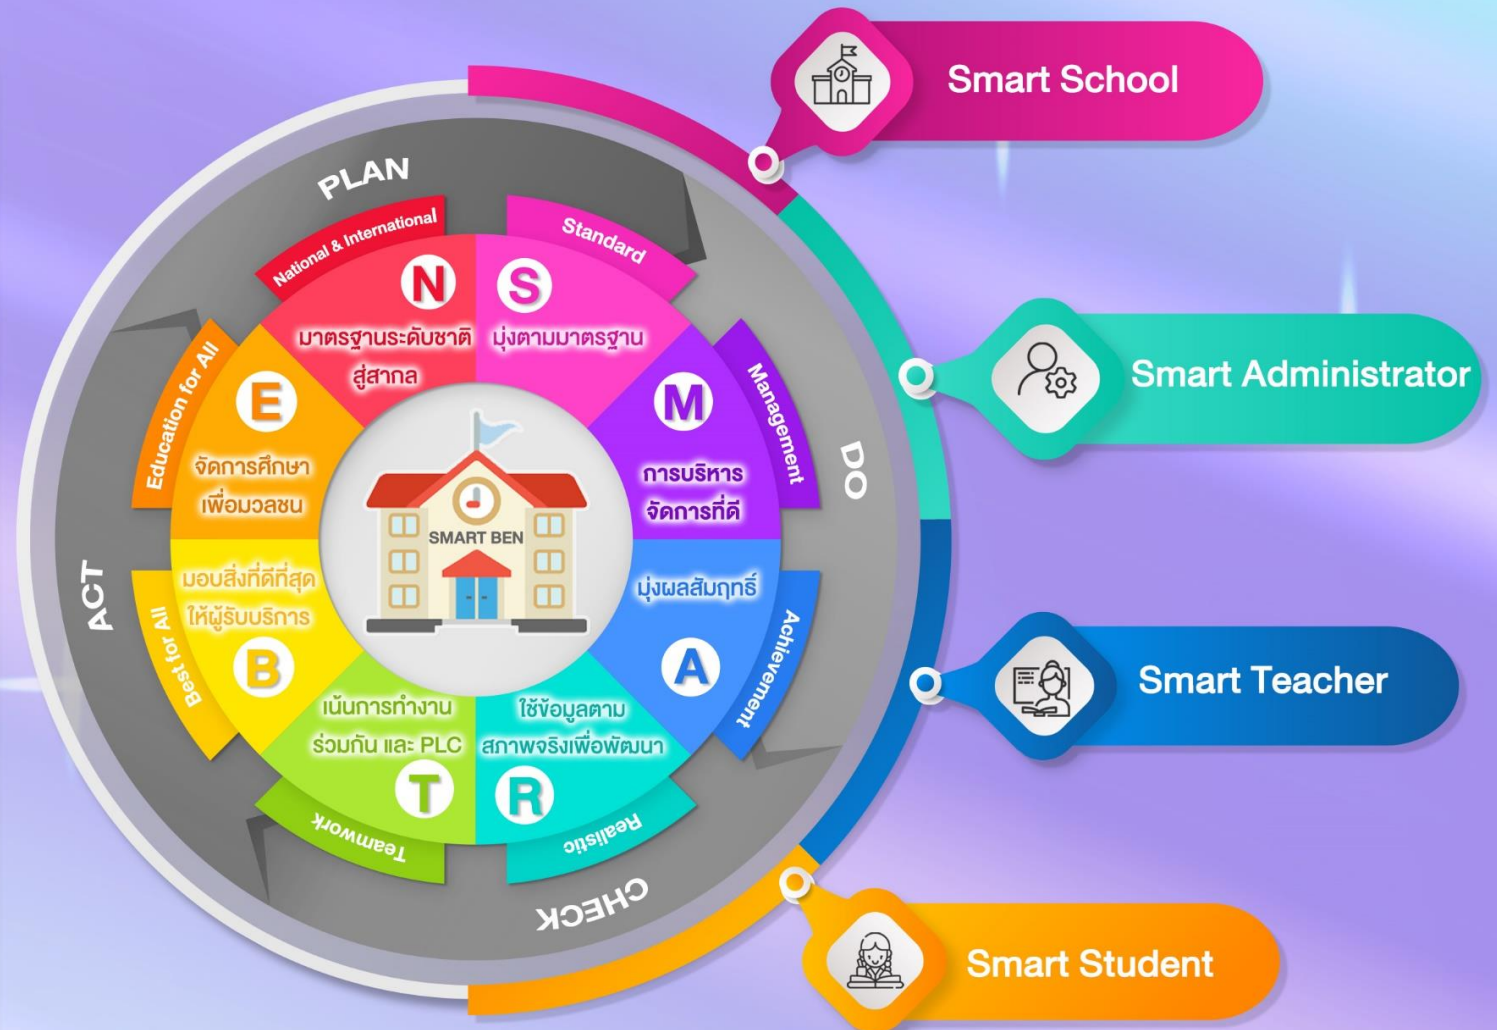 Smart School
Smart Administrator
Smart Teacher
Smart Student
PLAN
DO
CHECK
ACT
Standard
S
มุ่งตามมาตรฐาน
Management
M
การบริหาร
จัดการที่ดี
Achievement
มุ่งผลสัมฤทธิ์
A
Realistic
ใช้ข้อมูลตาม
สภาพจริงเพื่อพัฒนา
R
Teamwork
เน้นการทำงาน
ร่วมกัน และ PLC
T
Best for All
มอบสิ่งที่ดีที่สุด
ให้ผู้รับบริการ
B
Education for All
E
จัดการศึกษา
เพื่อมวลชน
National & International
N
มาตรฐานระดับชาติ
สู่สากล
SMART BEN